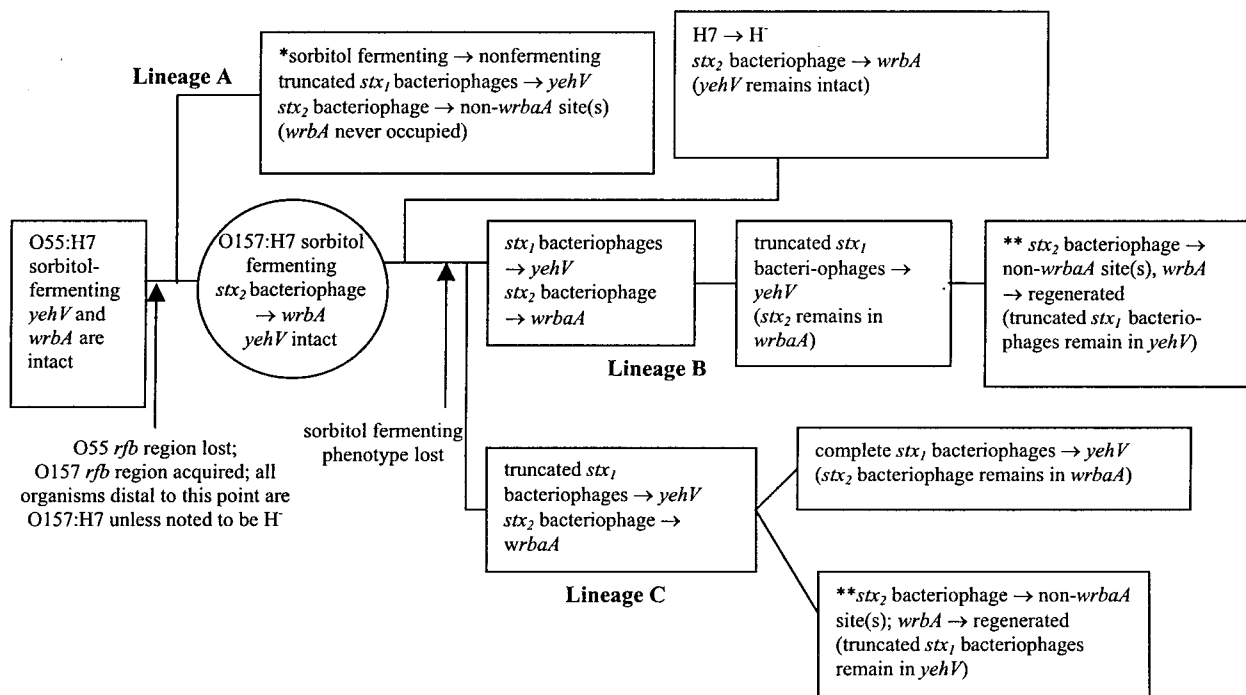 Lineage A
*sorbitol fermenting → nonfermenting
truncated stx1 bacteriophages → yehV
stx2 bacteriophage → non-wrbaA site(s)
(wrbA never occupied)
H7 → H-
stx2 bacteriophage → wrbA
(yehV remains intact)
O55:H7
sorbitol-
fermenting
yehV and
wrbA are
intact
O157:H7 sorbitol
fermenting
stx2 bacteriophage
→ wrbA
yehV intact
stx1 bacteriophages
→ yehV
stx2 bacteriophage
→ wrbaA
truncated stx1
bacteri-ophages →
yehV
(stx2 remains in
wrbaA)
** stx2 bacteriophage →
non-wrbaA site(s), wrbA
→ regenerated
(truncated stx1 bacterio-
phages remain in yehV)
Lineage B
O55 rfb region lost;
O157 rfb region acquired; all
organisms distal to this point are
O157:H7 unless noted to be H-
sorbitol fermenting
phenotype lost
truncated stx1
bacteriophages → yehV
stx2 bacteriophage →
wrbaA
Lineage C
complete stx1 bacteriophages → yehV
(stx2 bacteriophage remains in wrbaA)
**stx2 bacteriophage → non-wrbaA
site(s); wrbA → regenerated
(truncated stx1 bacteriophages
remain in yehV)